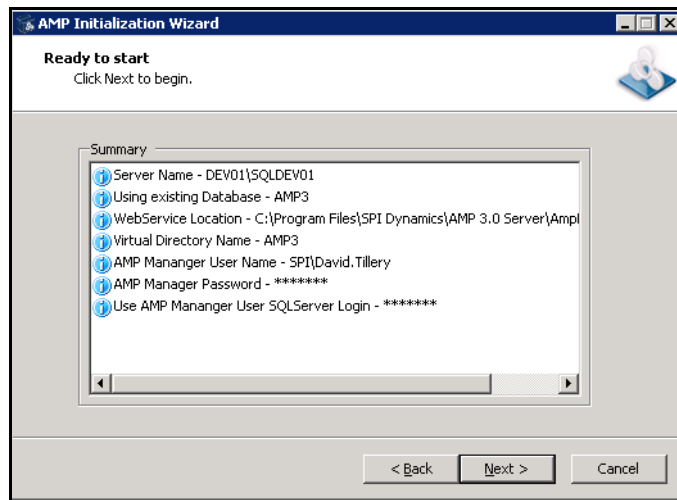 AMP Initialization Wizard
Ready to start
Click Next to begin.
Summary
Server Name - DEV01\SQLDEV01
Using existing Database - AMP3
WebService Location - C:\Program Files\SPI Dynamics\AMP 3.0 Server\Ampl
Virtual Directory Name - AMP3
AMP Mananger User Name - SPI\David.Tillery
AMP Manager Password - *******
Use AMP Mananger User SQLServer Login - *******
< Back Next > Cancel